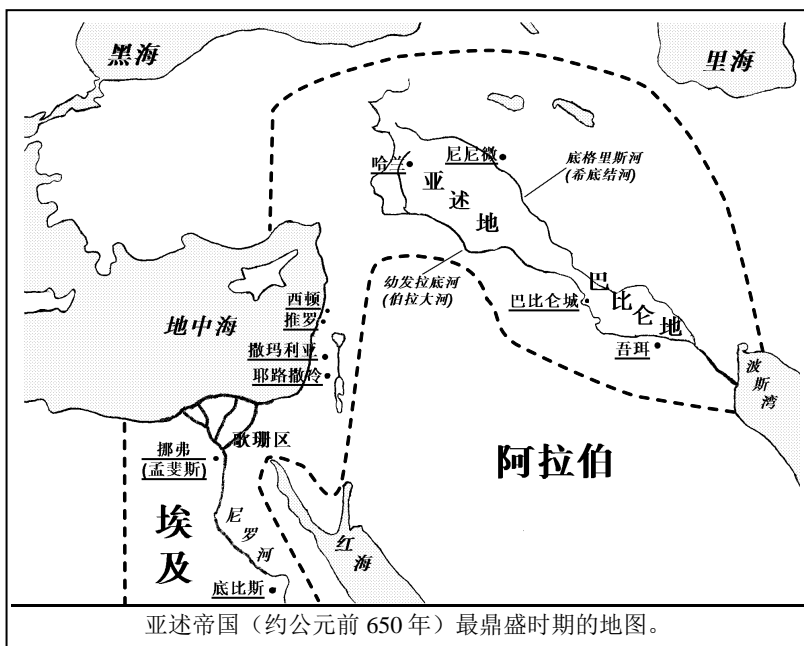 黑海
里海
哈兰
尼尼微
底格里斯河
(希底结河)
亚述地
幼发拉底河
(伯拉大河)
巴比仑城
巴比仑地
吾珥
波斯湾
地中海
西顿
推罗
撒玛利亚
耶路撒冷
挪弗
(孟斐斯)
歌珊区
阿拉伯
埃及
尼罗河
红海
底比斯
亚述帝国（约公元前 650 年）最鼎盛时期的地图。